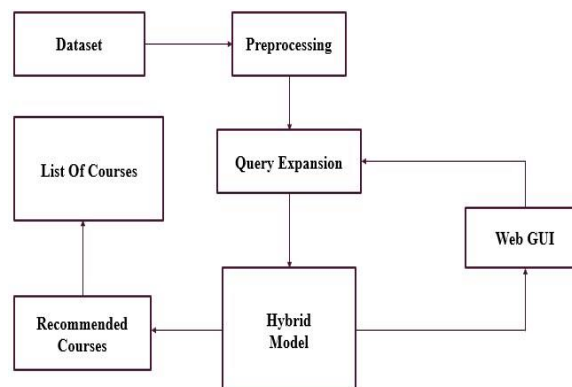 Dataset
Preprocessing
List Of Courses
Query Expansion
Web GUI
Recommended
Courses
Hybrid
Model